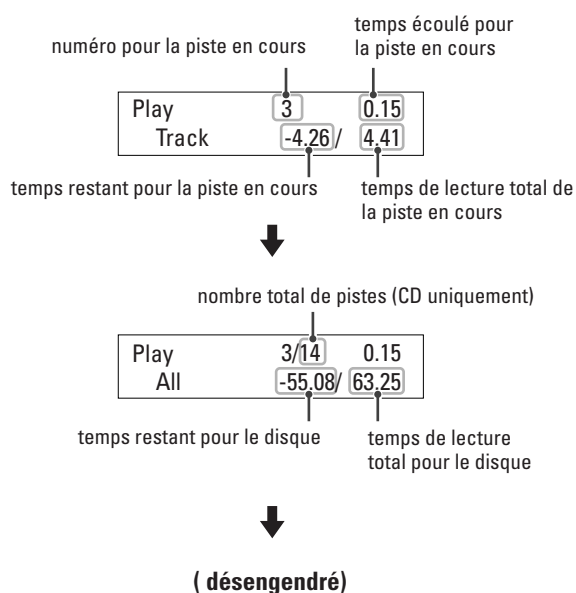 temps écoulé pour
la piste en cours
numéro pour la piste en cours
Play 3 0.15
Track -4.26/ 4.41
temps restant pour la piste en cours
temps de lecture total de
la piste en cours
nombre total de pistes (CD uniquement)
Play 3/14 0.15
All -55.08/ 63.25
temps restant pour le disque
temps de lecture
total pour le disque
( désengendré)